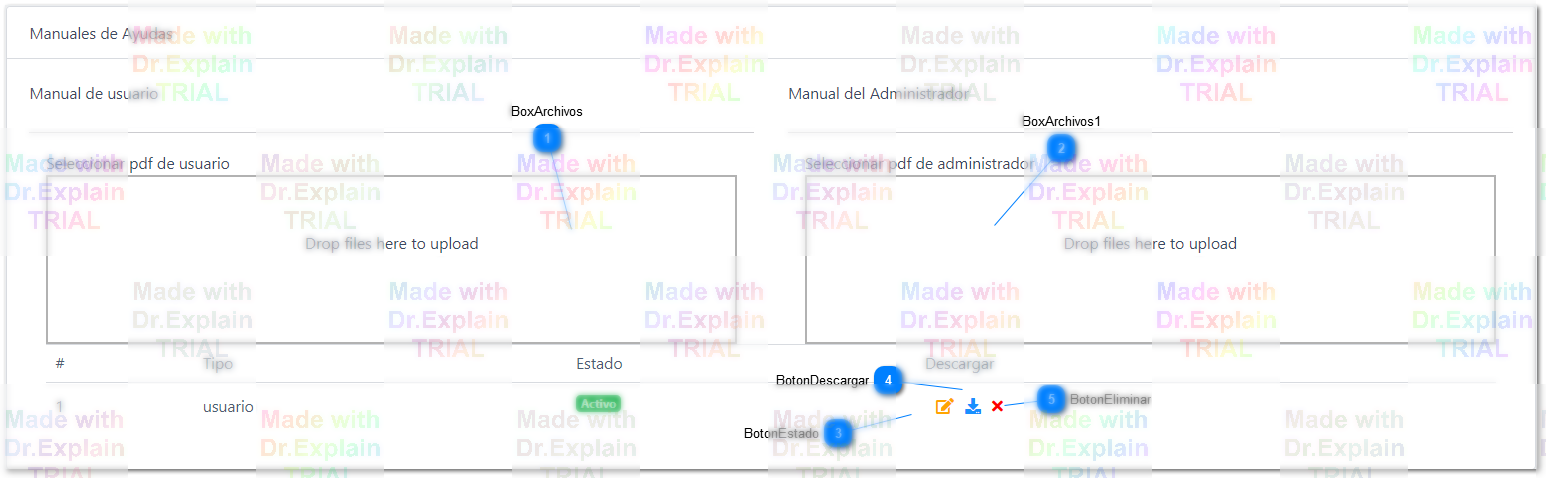 Manuales de Ayudas
Made with Dr.Explain TRIAL
Manual de usuario
Manual del Administrador
BoxArchivos
1
BoxArchivos1
2
Seleccionar pdf de usuario
Seleccionar pdf de administrador
Drop files here to upload
Drop files here to upload
# Tipo Estado Descargar
BotonDescargar 4
1 usuario Activo
5 BotonEliminar
BotonEstado 3